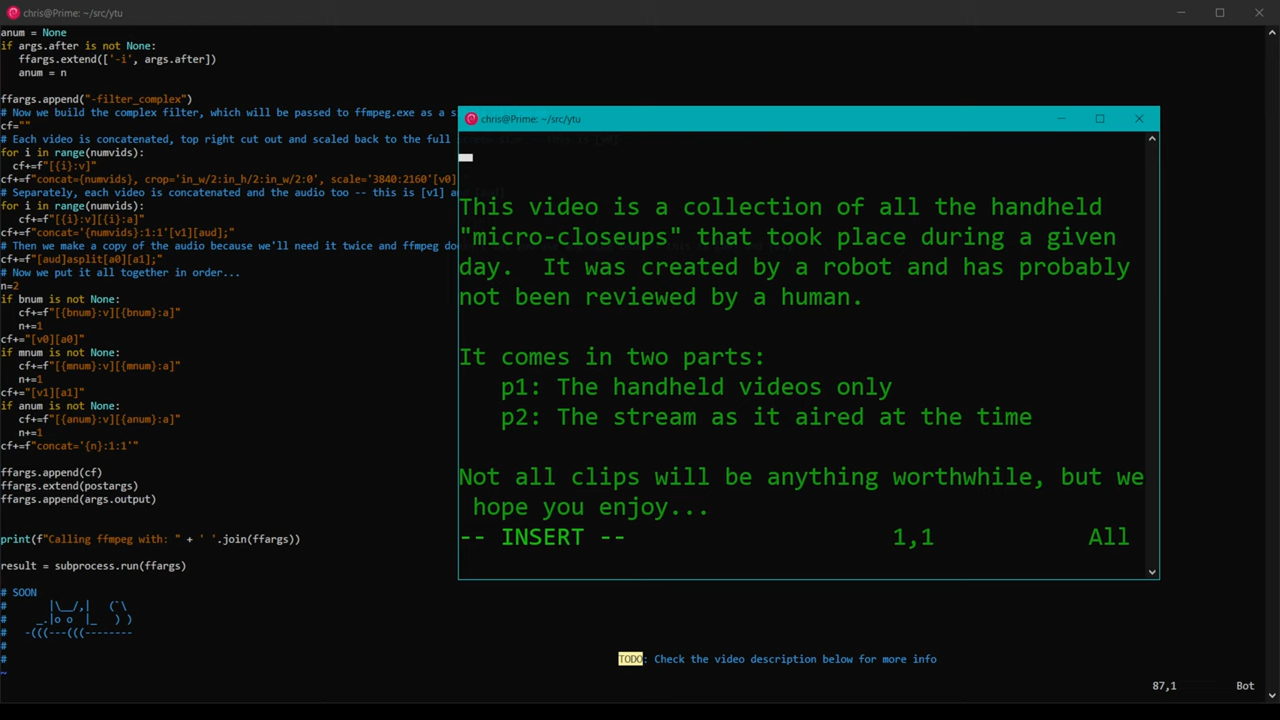 chris@Prime: ~/src/ytu
anum = None
if args.after is not None:
   ffargs.extend(['-i', args.after])
   anum = n

ffargs.append("-filter_complex")
# Now we build the complex filter, which will be passed to ffmpeg.exe as a s
cf=""
# Each video is concatenated, top right cut out and scaled back to the full
for i in range(numvids):
  cf+=f"[{i}:v]"
cf+=f"concat={numvids}, crop='in_w/2:in_h/2:in_w/2:0', scale='3840:2160'[v0]
# Separately, each video is concatenated and the audio too -- this is [v1] a
for i in range(numvids):
   cf+=f"[{i}:v][{i}:a]"
cf+=f"concat='{numvids}:1:1'[v1][aud];"
# Then we make a copy of the audio because we'll need it twice and ffmpeg do
cf+=f"[aud]asplit[a0][a1];"
# Now we put it all together in order...
n=2
if bnum is not None:
   cf+=f"[{bnum}:v][{bnum}:a]"
   n+=1
cf+="[v0][a0]"
if mnum is not None:
   cf+=f"[{mnum}:v][{mnum}:a]"
   n+=1
cf+="[v1][a1]"
if anum is not None:
   cf+=f"[{anum}:v][{anum}:a]"
   n+=1
cf+=f"concat='{n}:1:1'"

ffargs.append(cf)
ffargs.extend(postargs)
ffargs.append(args.output)

print(f"Calling ffmpeg with: " + ' '.join(ffargs))

result = subprocess.run(ffargs)

# SOON
#       |\__/,|   (`\
#     _.|o o  |_   ) )
#   -(((---(((--------
#
#
~
chris@Prime: ~/src/ytu
This video is a collection of all the handheld
"micro-closeups" that took place during a given
day.  It was created by a robot and has probably
not been reviewed by a human.

It comes in two parts:
   p1: The handheld videos only
   p2: The stream as it aired at the time

Not all clips will be anything worthwhile, but we
 hope you enjoy...
-- INSERT -- 1,1 All
TODO: Check the video description below for more info
87,1 Bot